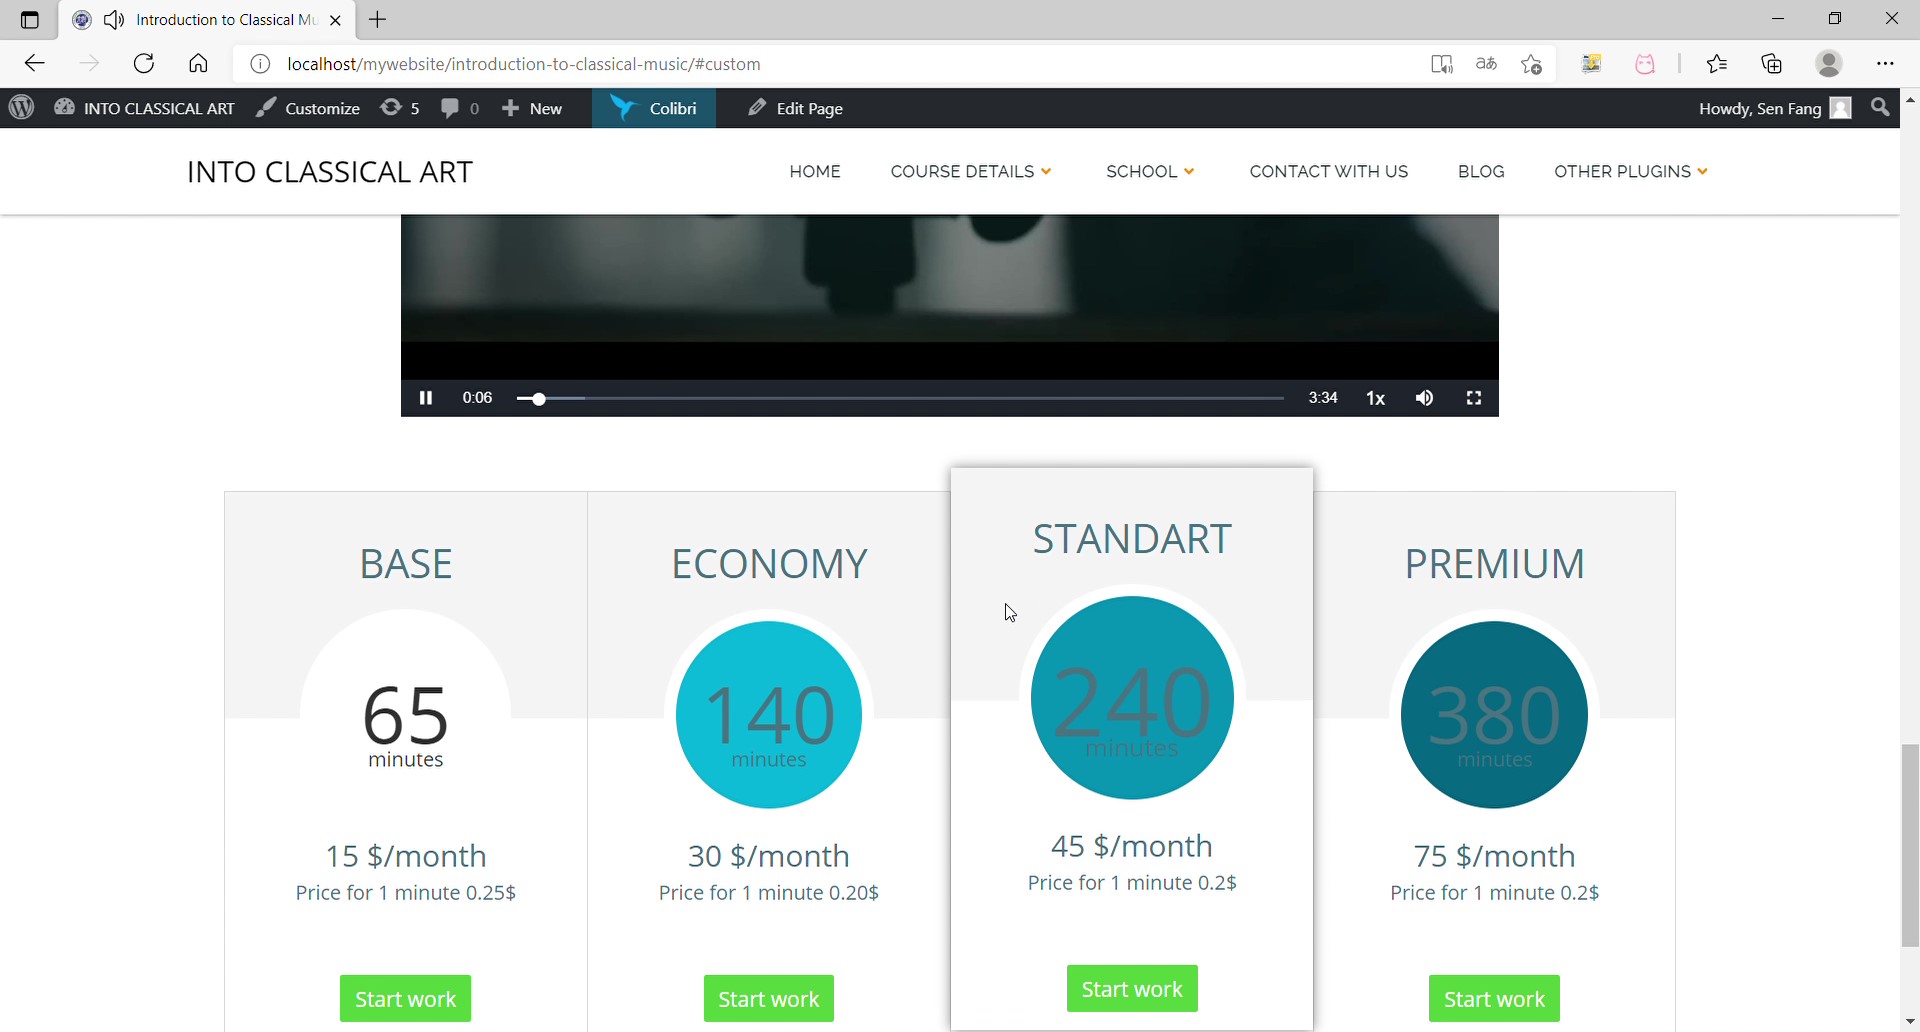 Introduction to Classical Mu
localhost/mywebsite/introduction-to-classical-music/#custom
INTO CLASSICAL ART Customize 5 0 New Colibri Edit Page Howdy, Sen Fang
INTO CLASSICAL ART HOME COURSE DETAILS SCHOOL CONTACT WITH US BLOG OTHER PLUGINS
0:06 3:34 1x
BASE
65
minutes
15 $/month
Price for 1 minute 0.25$
Start work
ECONOMY
140
minutes
30 $/month
Price for 1 minute 0.20$
Start work
STANDART
240
minutes
45 $/month
Price for 1 minute 0.2$
Start work
PREMIUM
380
minutes
75 $/month
Price for 1 minute 0.2$
Start work